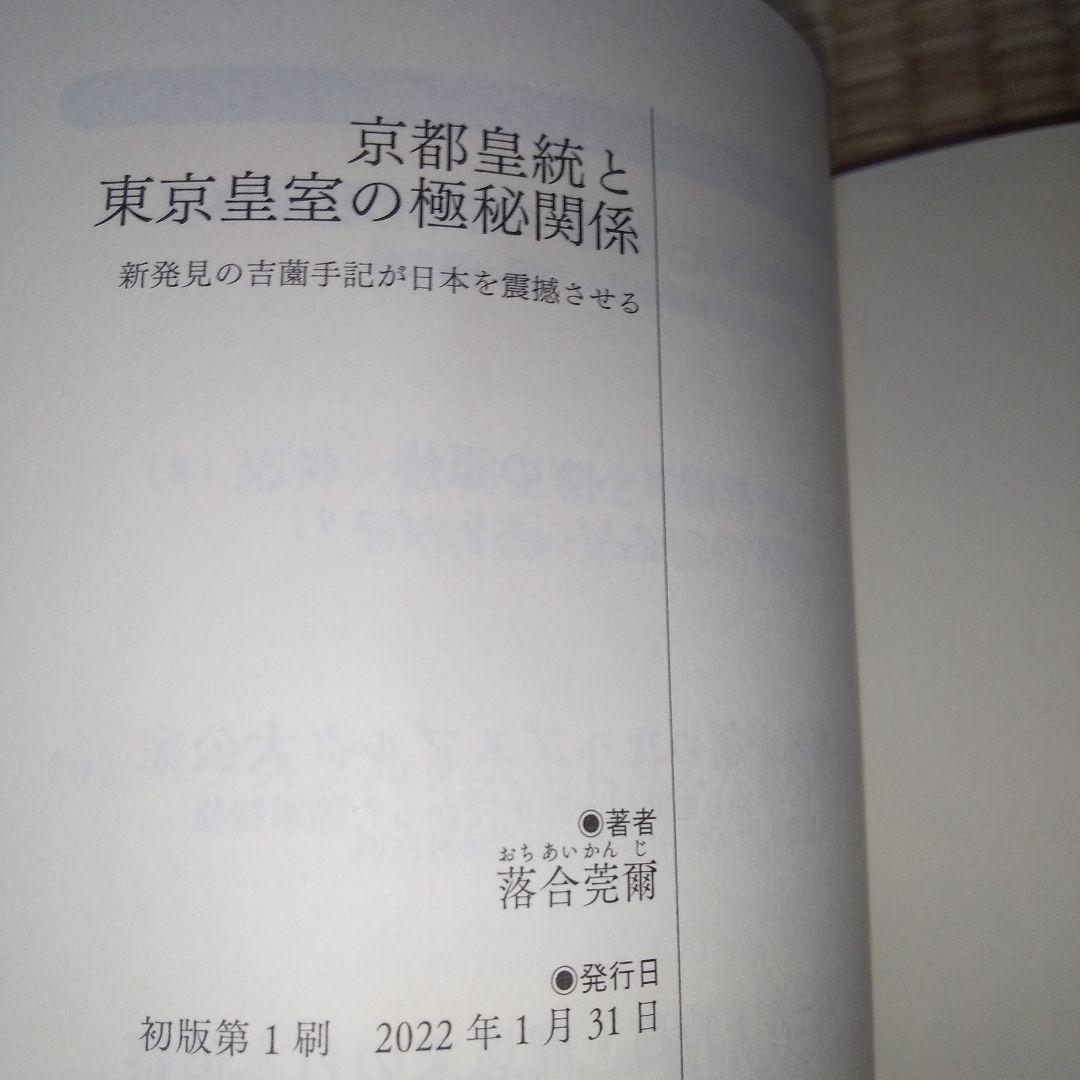 京都皇統と
東京皇室の極秘関係
新発見の吉薗手記が日本を震撼させる
◉著者
おちあいかんじ
落合莞爾
◉発行日
初版第1刷 2022年1月31日